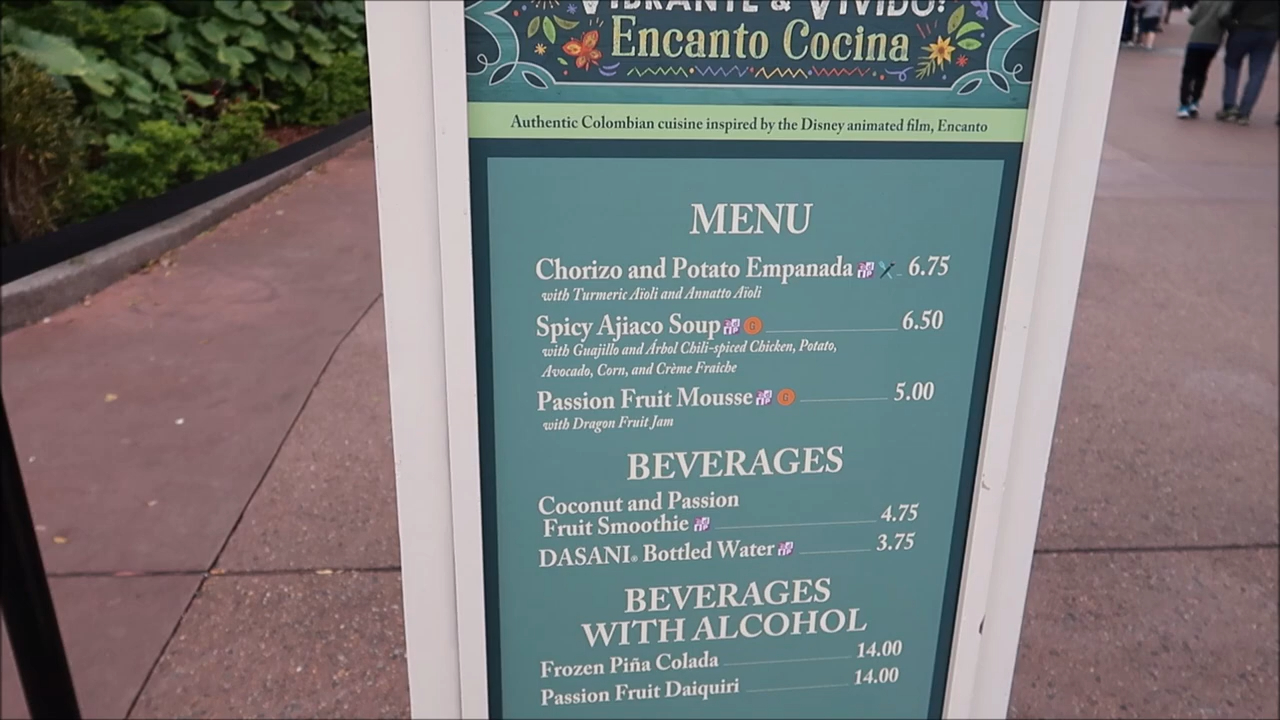 VIBRANTE & VÍVIDO!
Encanto Cocina
Authentic Colombian cuisine inspired by the Disney animated film, Encanto
MENU
Chorizo and Potato Empanada 6.75
with Turmeric Aïoli and Annatto Aïoli
Spicy Ajiaco Soup G 6.50
with Guajillo and Árbol Chili-spiced Chicken, Potato,
Avocado, Corn, and Crème Fraiche
Passion Fruit Mousse G 5.00
with Dragon Fruit Jam
BEVERAGES
Coconut and Passion
Fruit Smoothie 4.75
DASANI® Bottled Water 3.75
BEVERAGES
WITH ALCOHOL
Frozen Piña Colada 14.00
Passion Fruit Daiquiri 14.00